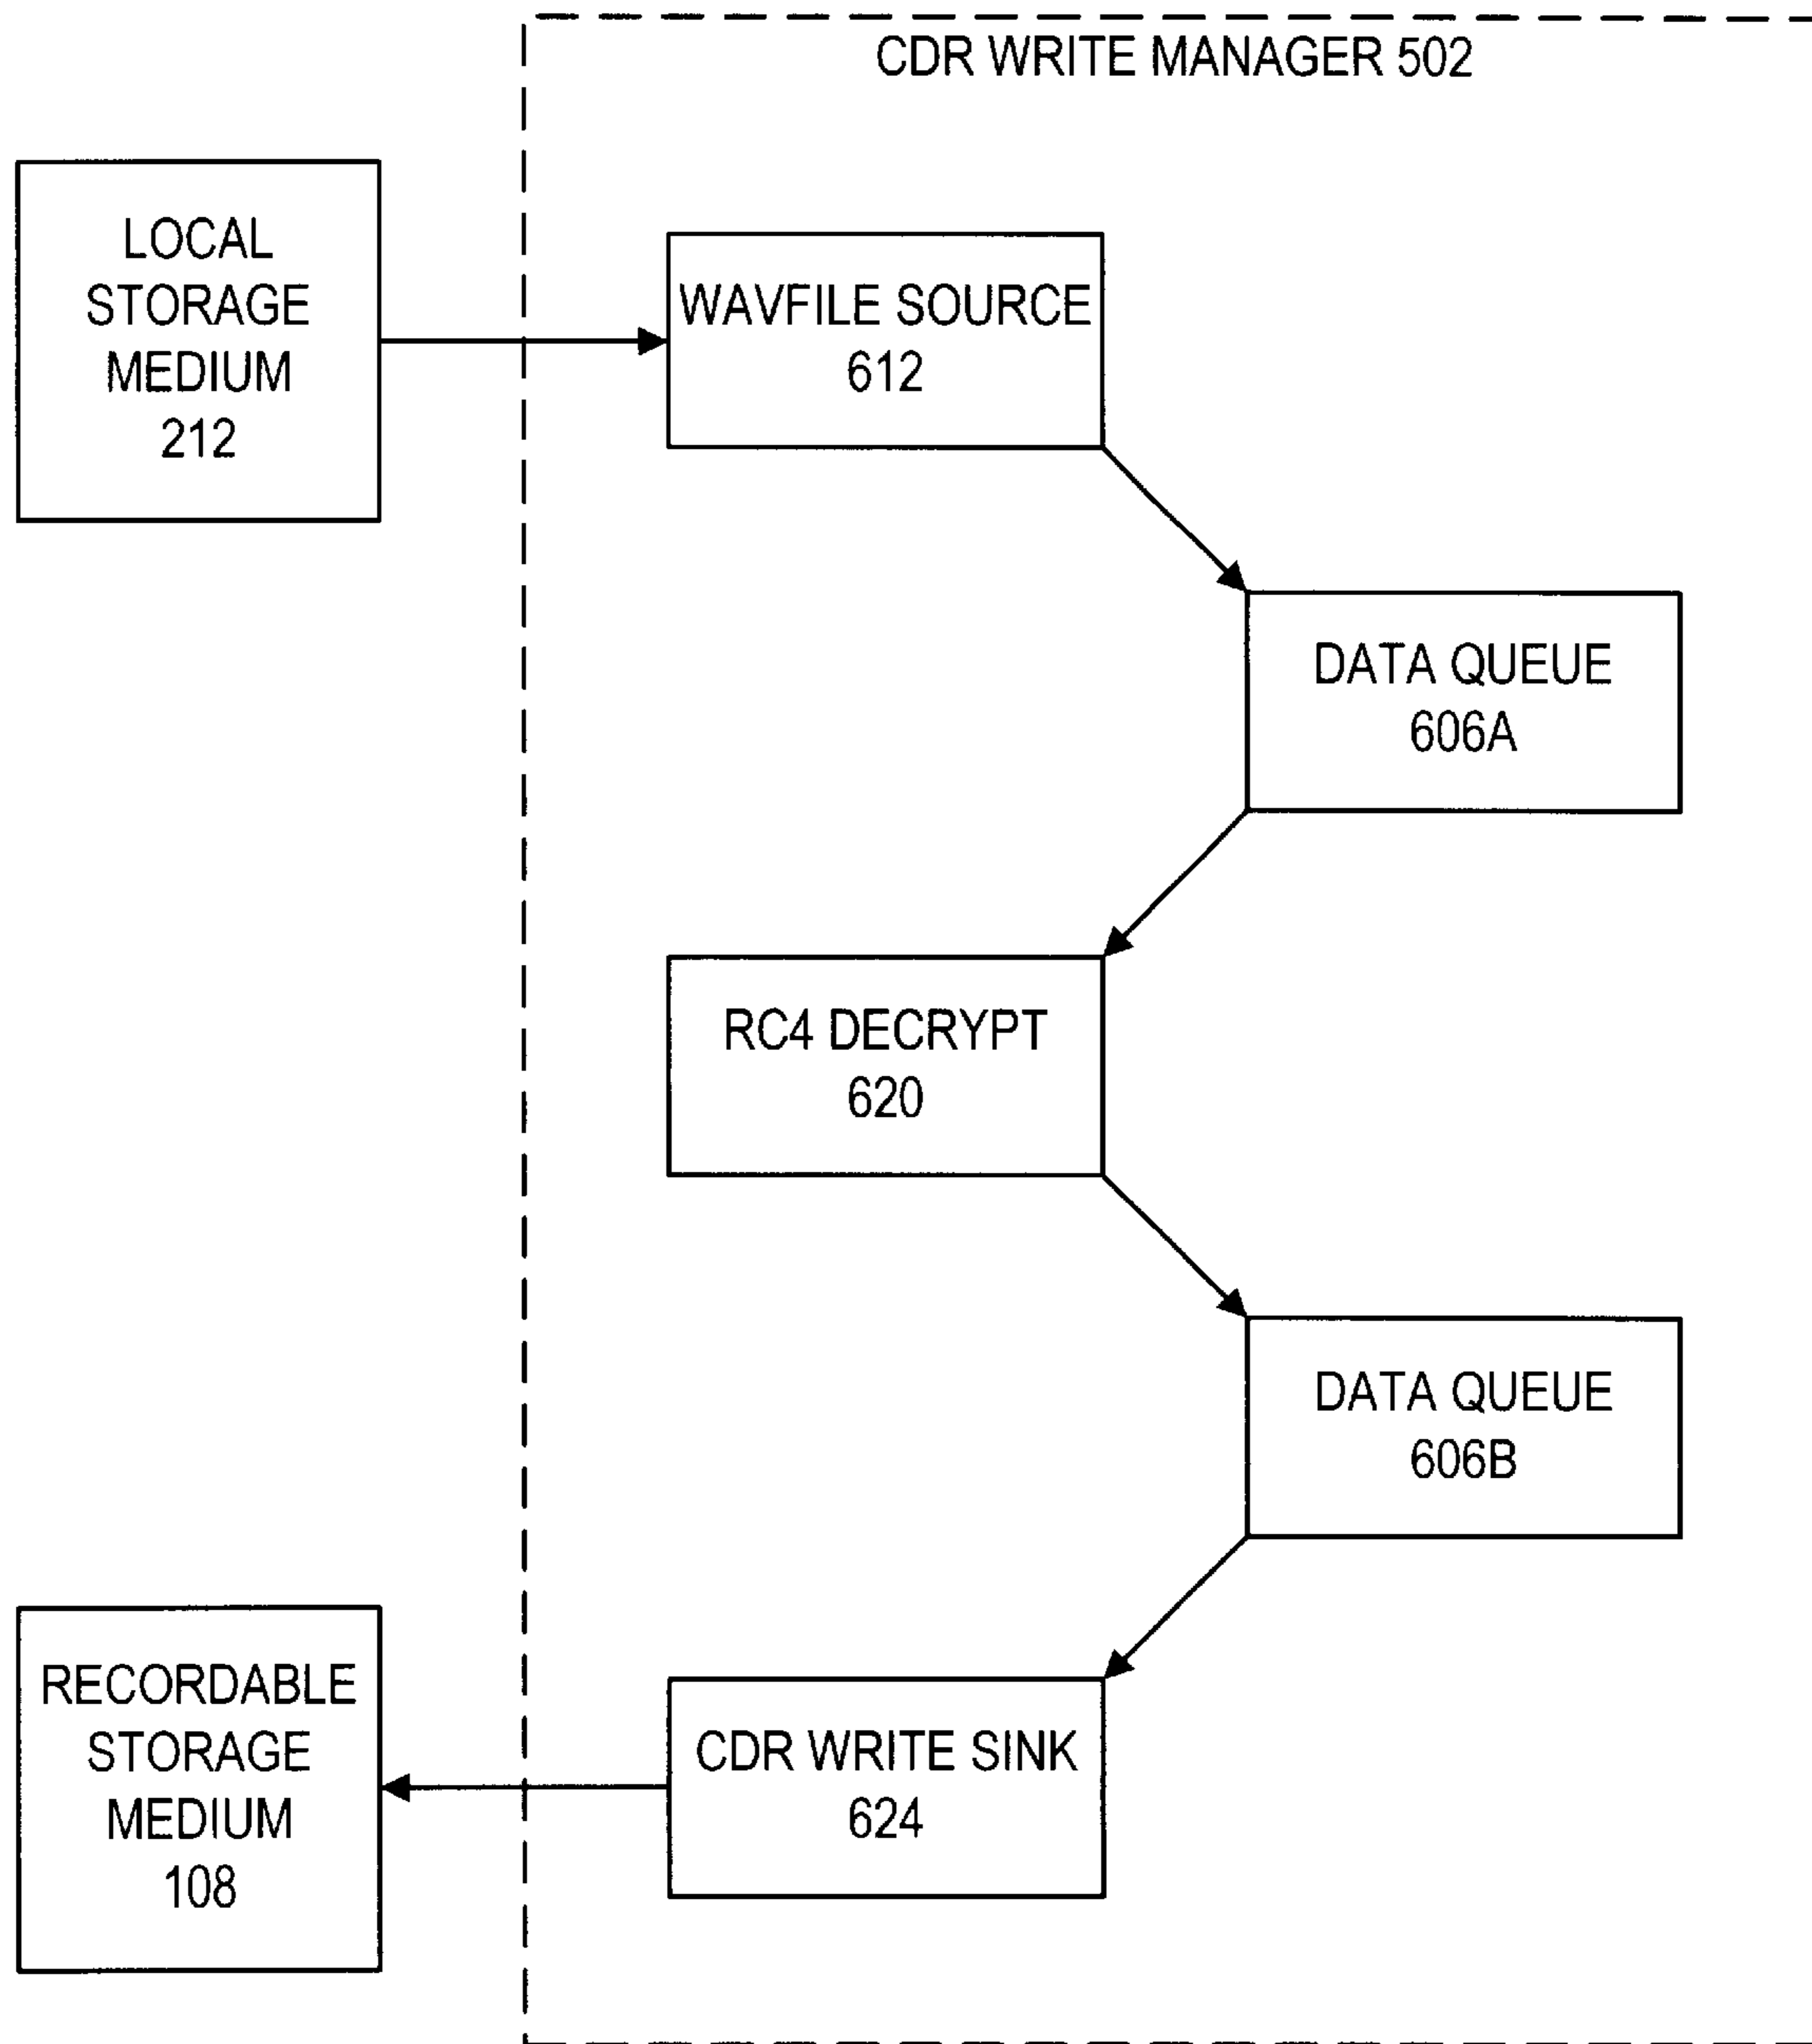 CDR WRITE MANAGER 502
LOCAL
STORAGE
MEDIUM
212
WAVFILE SOURCE
612
DATA QUEUE
606A
RC4 DECRYPT
620
DATA QUEUE
606B
CDR WRITE SINK
624
RECORDABLE
STORAGE
MEDIUM
108